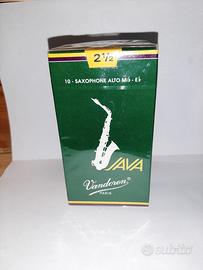 2½
10 - SAXOPHONE ALTO Mib - Eb
JAVA
Vandoren
PARIS
subito